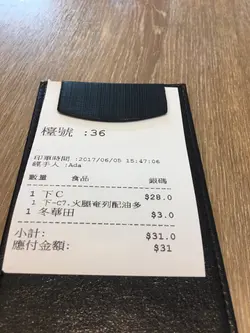 檯號 :36
印單時間 :2017/06/05 15:47:06
經手人 :Ada
數量 食品 銀碼
1 下C $28.0
1 下-C7.火腿奄列配油多
1 冬華田 $3.0
小計: $31.0
應付金額: $31